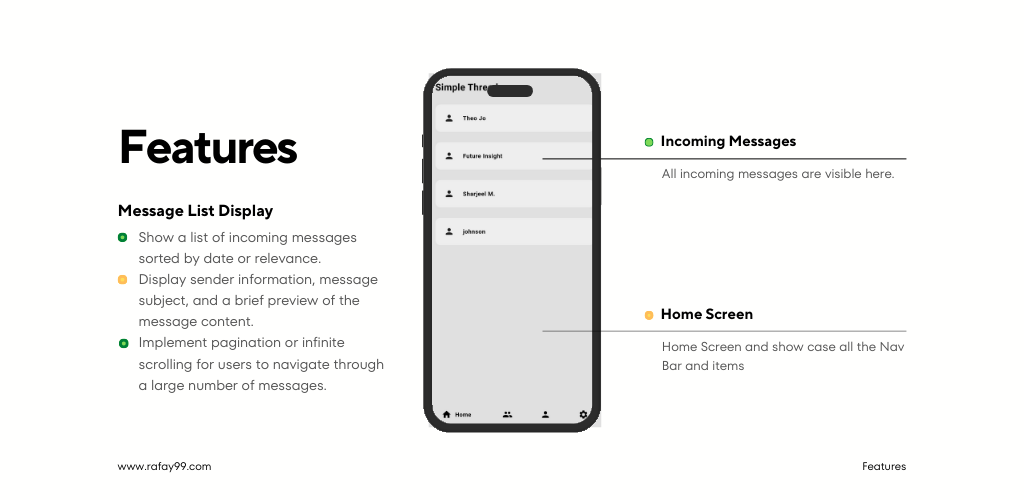 Features
Message List Display
Show a list of incoming messages
sorted by date or relevance.
Display sender information, message
subject, and a brief preview of the
message content.
Implement pagination or infinite
scrolling for users to navigate through
a large number of messages.
Simple
Theo Jo
Future Insight
Sharjeel M.
johnson
Home
Incoming Messages
All incoming messages are visible here.
Home Screen
Home Screen and show case all the Nav
Bar and items
www.rafay99.com
Features